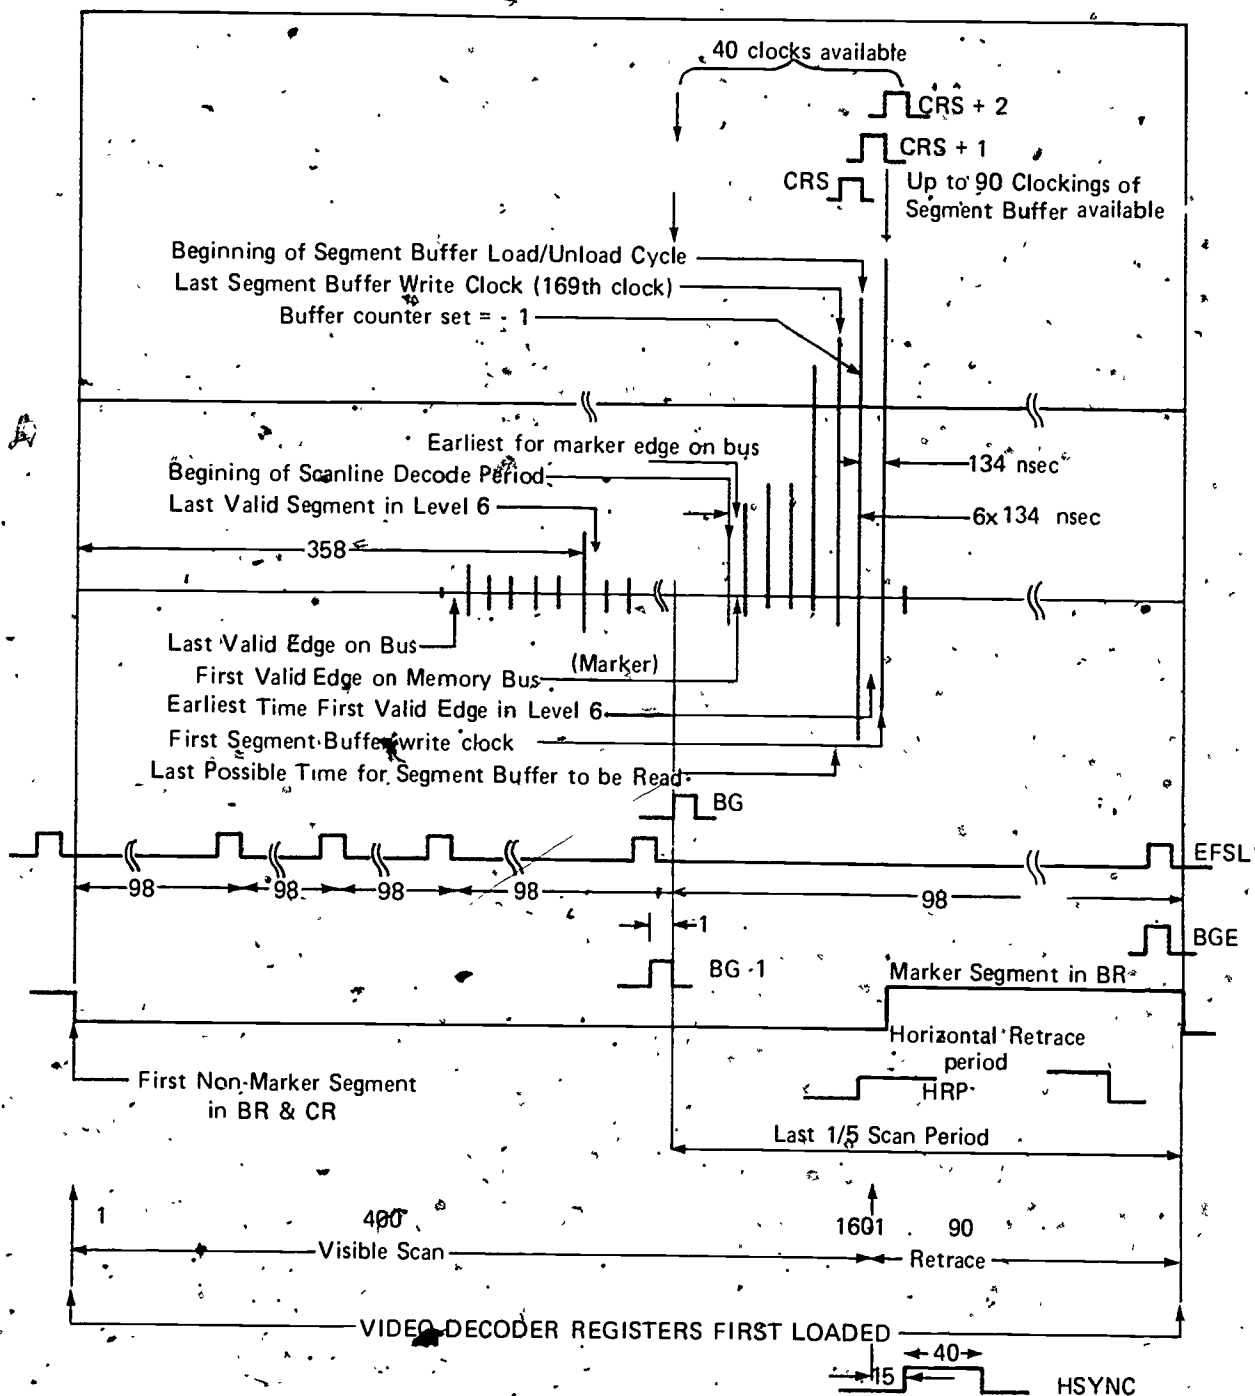 40 clocks available
CRS + 2
CRS + 1
CRS
Up to 90 Clockings of
Segment Buffer available
Beginning of Segment Buffer Load/Unload Cycle
Last Segment Buffer Write Clock (169th clock)
Buffer counter set = - 1
Earliest for marker edge on bus
Begining of Scanline Decode Period
134 nsec
Last Valid Segment in Level 6
6x 134 nsec
358
Last Valid Edge on Bus
(Marker)
First Valid Edge on Memory Bus
Earliest Time First Valid Edge in Level 6
First Segment Buffer write clock
Last Possible Time for Segment Buffer to be Read
BG
EFSL
98
98
98
98
98
1
BGE
BG -1
Marker Segment in BR
Horizontal Retrace
period
First Non-Marker Segment
in BR & CR
HRP
Last 1/5 Scan Period
1
400
1601
90
Visible Scan
Retrace
VIDEO DECODER REGISTERS FIRST LOADED
40
15
HSYNC